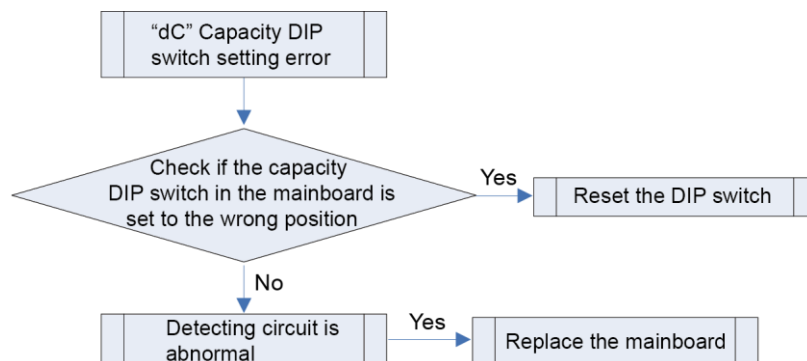 “dC” Capacity DIP
switch setting error
Check if the capacity
DIP switch in the mainboard is
set to the wrong position
Yes
Reset the DIP switch
No
Detecting circuit is
abnormal
Yes
Replace the mainboard